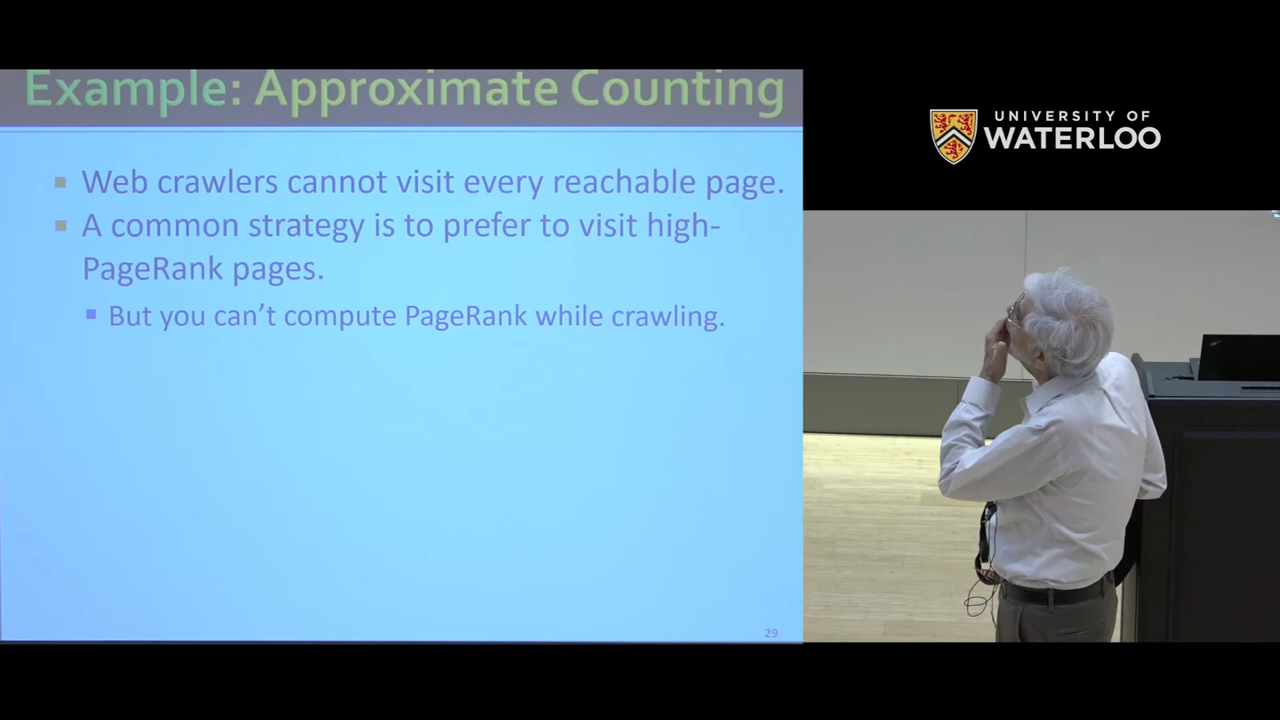 Example: Approximate Counting
Web crawlers cannot visit every reachable page.
A common strategy is to prefer to visit high-
PageRank pages.
But you can't compute PageRank while crawling.
29
UNIVERSITY OF
WATERLOO